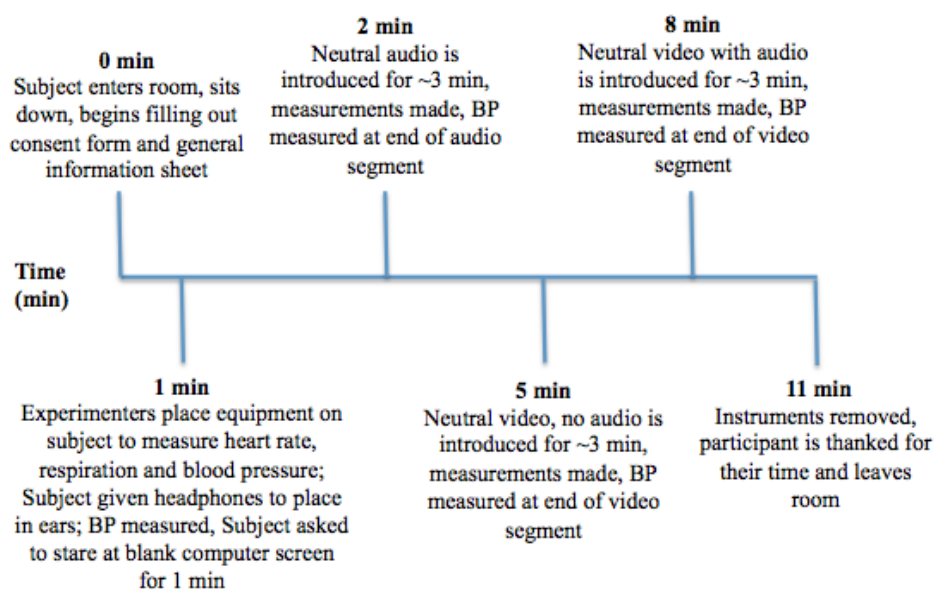 0 min
Subject enters room, sits
down, begins filling out
consent form and general
information sheet
2 min
Neutral audio is
introduced for ~3 min,
measurements made, BP
measured at end of audio
segment
8 min
Neutral video with audio
is introduced for ~3 min,
measurements made, BP
measured at end of video
segment
Time
(min)
1 min
Experimenters place equipment on
subject to measure heart rate,
respiration and blood pressure;
Subject given headphones to place
in ears; BP measured, Subject asked
to stare at blank computer screen
for 1 min
5 min
Neutral video, no audio is
introduced for ~3 min,
measurements made, BP
measured at end of video
segment
11 min
Instruments removed,
participant is thanked for
their time and leaves
room